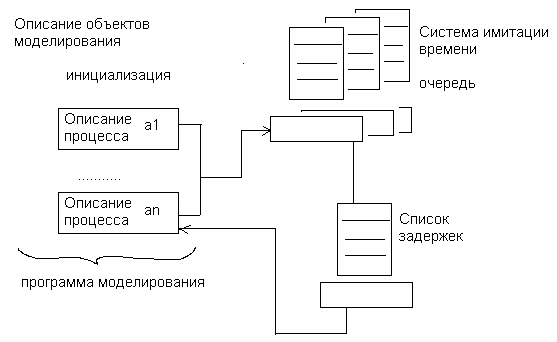 Описание объектов
моделирования
инициализация
Описание
процесса a1
...........
Описание
процесса an
программа моделирования
Система имитации
времени
очередь
Список
задержек